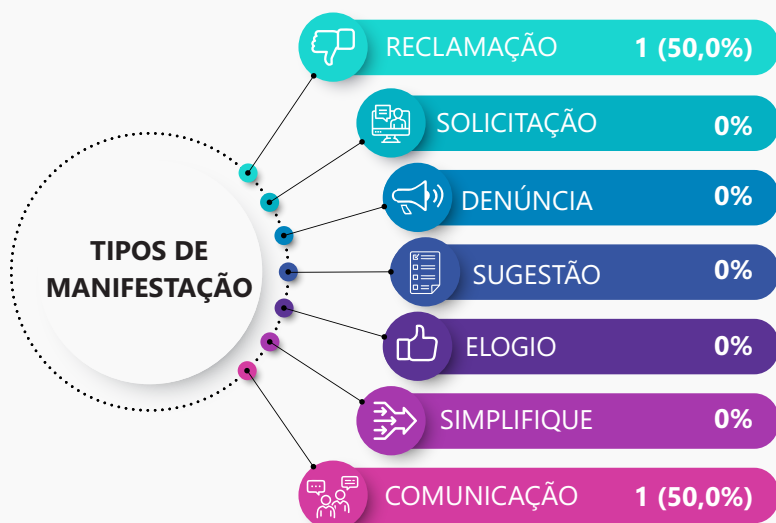 TIPOS DE
MANIFESTAÇÃO
RECLAMAÇÃO 1 (50,0%)
SOLICITAÇÃO 0%
DENÚNCIA 0%
SUGESTÃO 0%
ELOGIO 0%
SIMPLIFIQUE 0%
COMUNICAÇÃO 1 (50,0%)